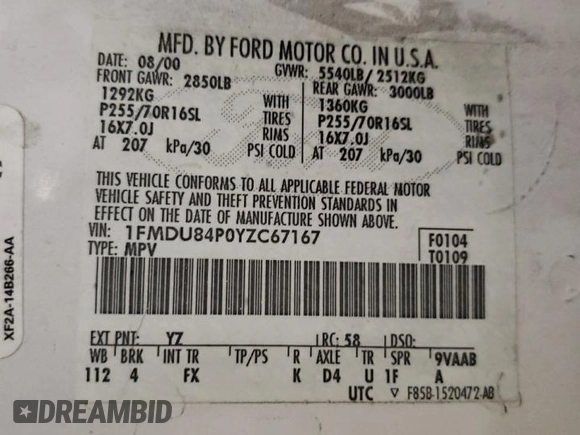 MFD. BY FORD MOTOR CO. IN U.S.A.
DATE: 08/00 GVWR: 5540LB/ 2512KG
FRONT GAWR: 2850LB REAR GAWR: 3000LB
1292KG WITH 1360KG WITH
P255/70R16SL TIRES P255/70R16SL TIRES
16X7.0J RIMS 16X7.0J RIMS
AT 207 kPa/30 PSI COLD AT 207 kPa/30 PSI COLD
THIS VEHICLE CONFORMS TO ALL APPLICABLE FEDERAL MOTOR
VEHICLE SAFETY AND THEFT PREVENTION STANDARDS IN
EFFECT ON THE DATE OF MANUFACTURE SHOWN ABOVE.
VIN: 1FMDU84P0YZC67167 F0104
TYPE: MPV T0109
EXT PNT: YZ RC: 58 DSO:
WB BRK INT TR TP/PS R AXLE TR SPR 9VAAB
112 4 FX K D4 U 1F A
UTC ▽ F85B-1520472-AB
XF2A-14B266-AA
DREAMBID